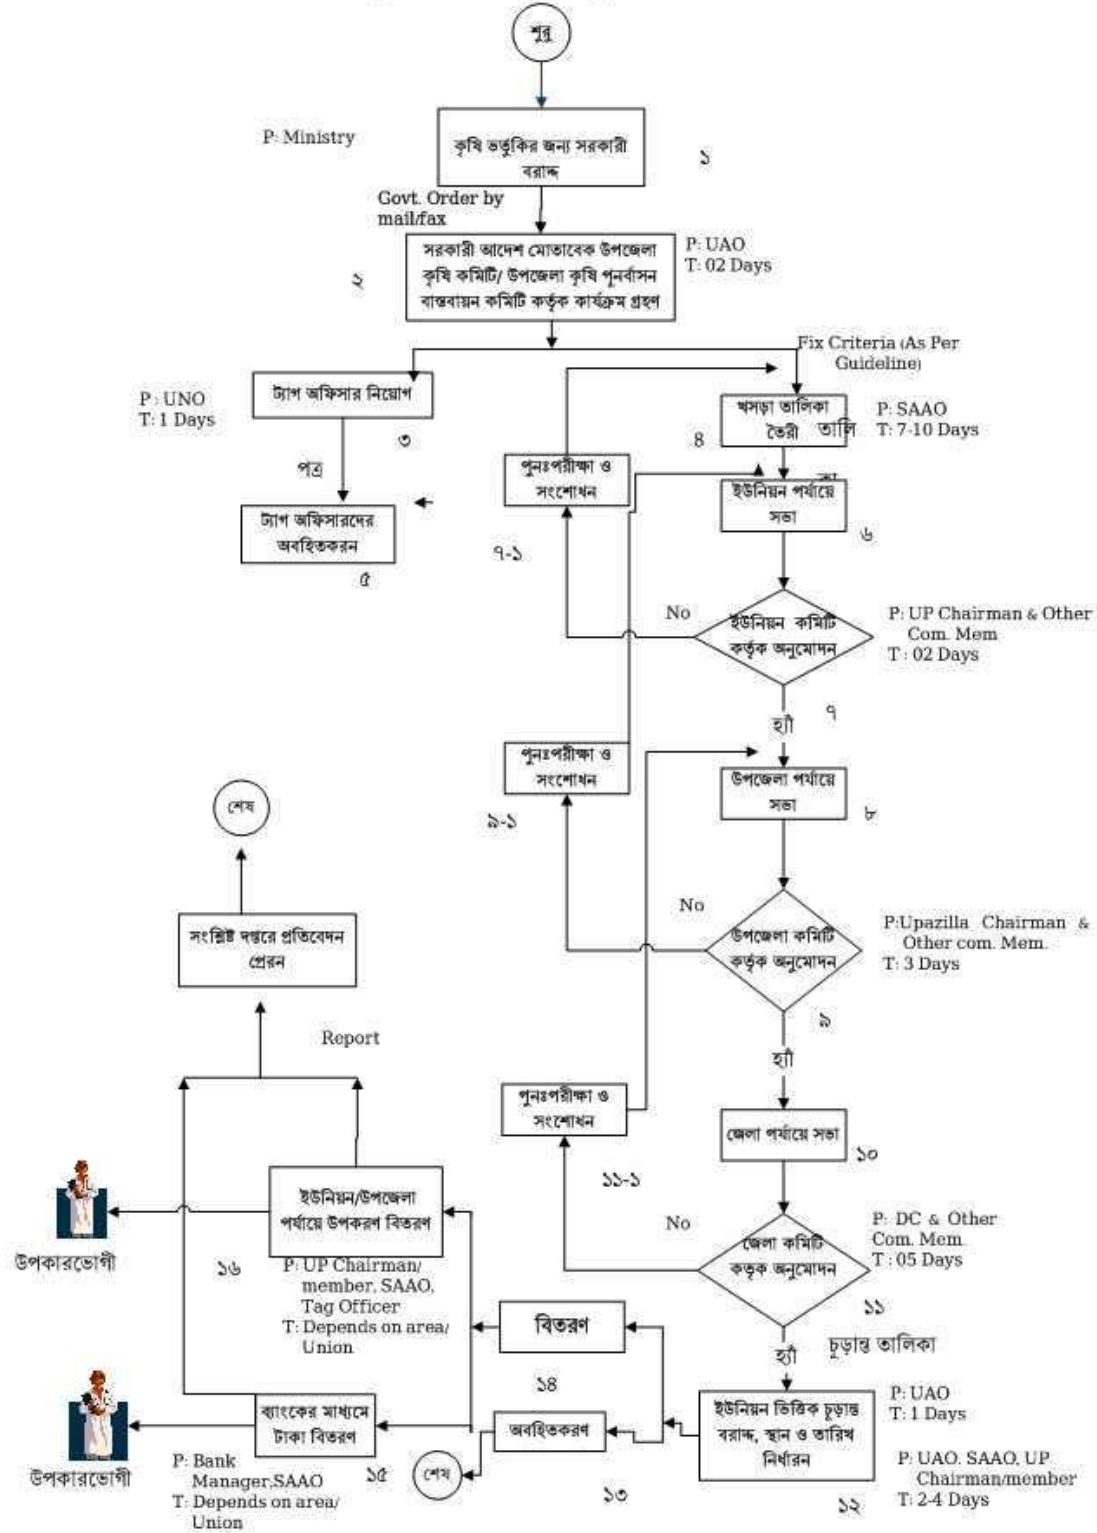 শুরু
P: Ministry
কৃষি ভর্তুকির জন্য সরকারী
বরাদ্দ
১
Govt. Order by
mail/fax
২
সরকারী আদেশ মোতাবেক উপজেলা
কৃষি কমিটি/ উপজেলা কৃষি পুনর্বাসন
বাস্তবায়ন কমিটি কর্তৃক কার্যক্রম গ্রহণ
P: UAO
T: 02 Days
Fix Criteria (As Per
Guideline)
P : UNO
T: 1 Days
ট্যাগ অফিসার নিয়োগ
৩
খসড়া তালিকা
তৈরী
তালি
৪
P: SAAO
T: 7-10 Days
পত্র
ট্যাগ অফিসারদের
অবহিতকরন
৫
পুনঃপরীক্ষা ও
সংশোধন
৭-১
ইউনিয়ন পর্যায়ে
সভা
৬
No
ইউনিয়ন কমিটি
কর্তৃক অনুমোদন
P: UP Chairman & Other
Com. Mem
T : 02 Days
৭
হ্যাঁ
পুনঃপরীক্ষা ও
সংশোধন
৯-১
উপজেলা পর্যায়ে
সভা
৮
শেষ
No
উপজেলা কমিটি
কর্তৃক অনুমোদন
P:Upazilla Chairman &
Other com. Mem.
T: 3 Days
৯
হ্যাঁ
সংশ্লিষ্ট দপ্তরে প্রতিবেদন
প্রেরন
Report
পুনঃপরীক্ষা ও
সংশোধন
১১-১
জেলা পর্যায়ে সভা
১০
No
জেলা কমিটি
কতৃক অনুমোদন
P: DC & Other
Com. Mem
T : 05 Days
১১
হ্যাঁ
চূড়ান্ত তালিকা
উপকারভোগী
ইউনিয়ন/উপজেলা
পর্যায়ে উপকরণ বিতরণ
১৬
P: UP Chairman/
member, SAAO,
Tag Officer
T: Depends on area/
Union
বিতরণ
১৪
ইউনিয়ন ভিত্তিক চূড়ান্ত
বরাদ্দ, স্থান ও তারিখ
নির্ধারন
P: UAO
T: 1 Days
P: UAO. SAAO, UP
Chairman/member
T: 2-4 Days
১২
অবহিতকরণ
১৩
শেষ
ব্যাংকের মাধ্যমে
টাকা বিতরণ
১৫
উপকারভোগী
P: Bank
Manager,SAAO
T: Depends on area/
Union